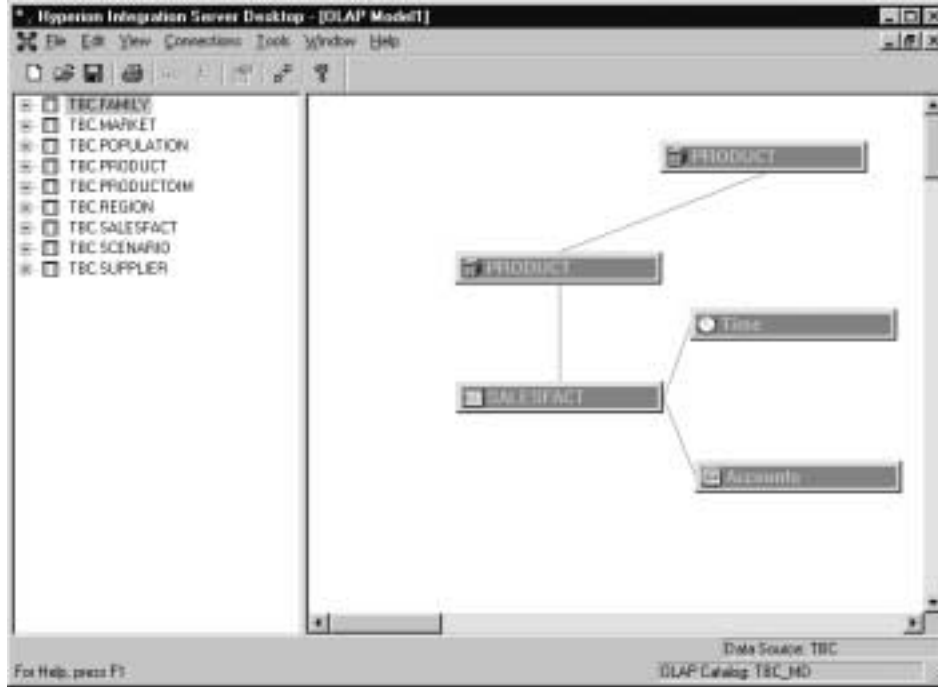 Hyperion Integration Server Desktop - [OLAP Model1]
File Edit View Connections Tools Window Help
TBC.FAMILY
TBC.MARKET
TBC.POPULATION
TBC.PRODUCT
TBC.PRODUCTDIM
TBC.REGION
TBC.SALESFACT
TBC.SCENARIO
TBC.SUPPLIER
PRODUCT
PRODUCT
Time
SALESFACT
Accounts
Data Source: TBC
For Help, press F1
OLAP Catalog: TBC_MD